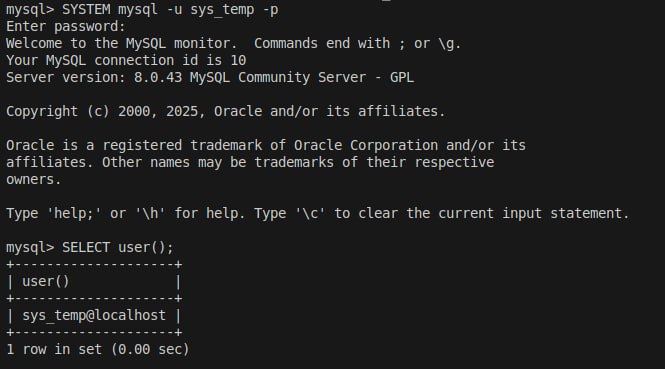 mysql> SYSTEM mysql -u sys_temp -p
Enter password:
Welcome to the MySQL monitor.  Commands end with ; or \g.
Your MySQL connection id is 10
Server version: 8.0.43 MySQL Community Server - GPL
Copyright (c) 2000, 2025, Oracle and/or its affiliates.
Oracle is a registered trademark of Oracle Corporation and/or its
affiliates. Other names may be trademarks of their respective
owners.
Type 'help;' or '\h' for help. Type '\c' to clear the current input statement.
mysql> SELECT user();
+--------------------+
| user()             |
+--------------------+
| sys_temp@localhost |
+--------------------+
1 row in set (0.00 sec)